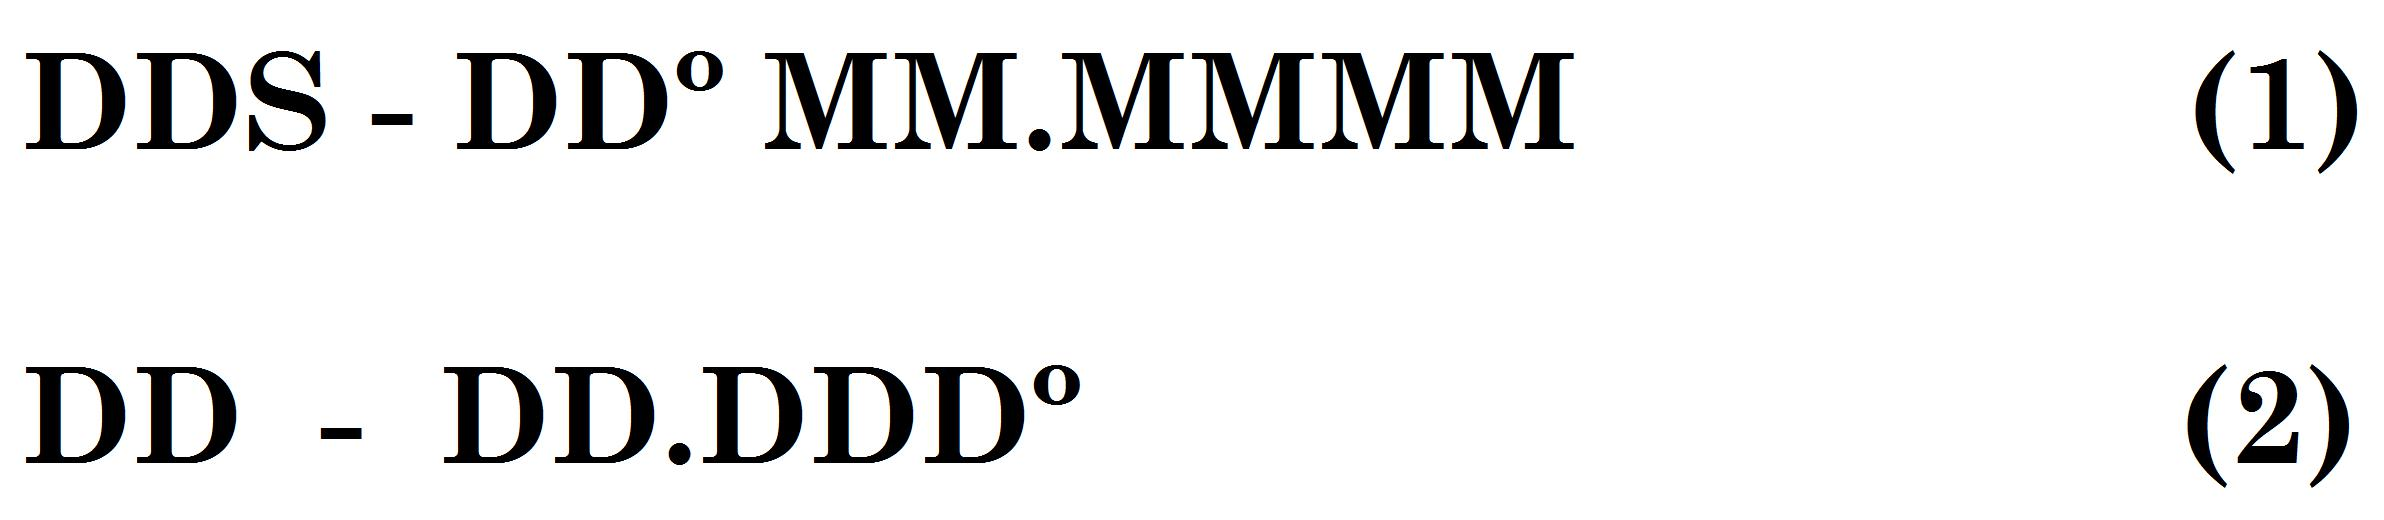 DDS - DDº MM.MMMM (1)
DD - DD.DDDº (2)